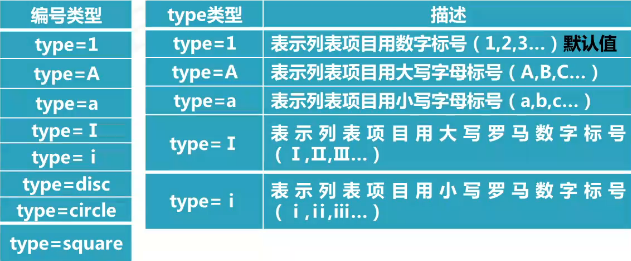 编号类型
type=1
type=A
type=a
type=Ⅰ
type=ⅰ
type=disc
type=circle
type=square
type类型 描述
type=1 表示列表项目用数字标号（1,2,3…）默认值
type=A 表示列表项目用大写字母标号（A,B,C…）
type=a 表示列表项目用小写字母标号（a,b,c…）
type=Ⅰ 表示列表项目用大写罗马数字标号
（Ⅰ,Ⅱ,Ⅲ…）
type=ⅰ 表示列表项目用小写罗马数字标号
（ⅰ,ⅱ,ⅲ…）